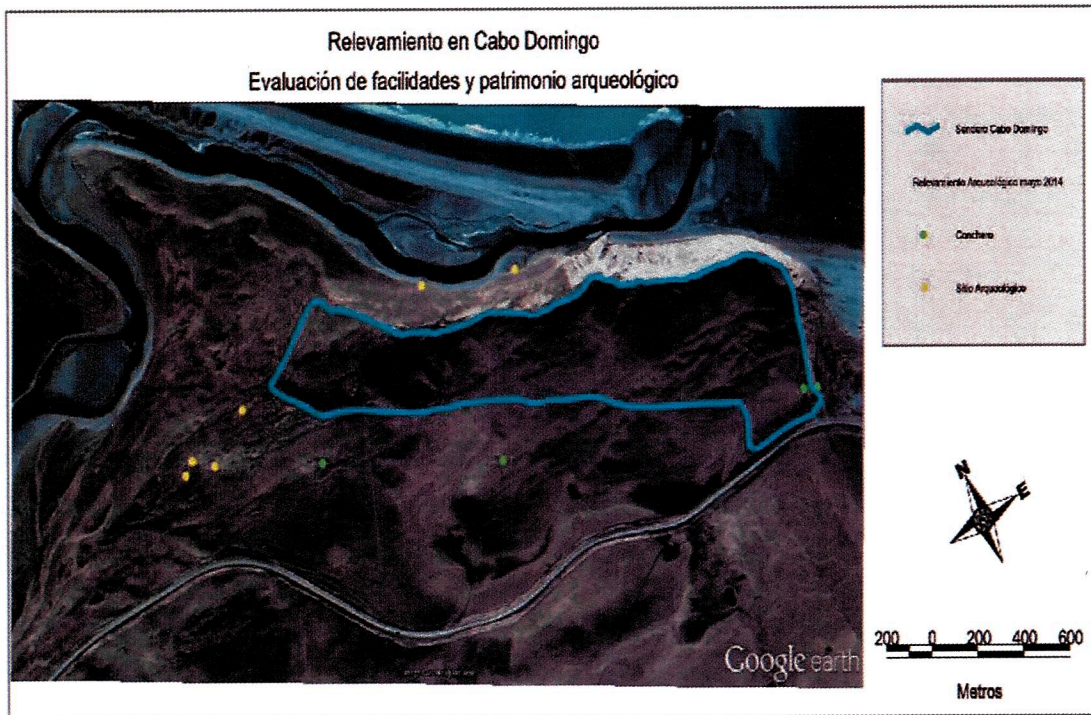 Relevamiento en Cabo Domingo
Evaluación de facilidades y patrimonio arqueológico
Sendero Cabo Domingo
Relevamiento Arqueológico mayo 2014
Conchero
Sitio Arqueológico
N
E
200 0 200 400 600
Metros
Google earth